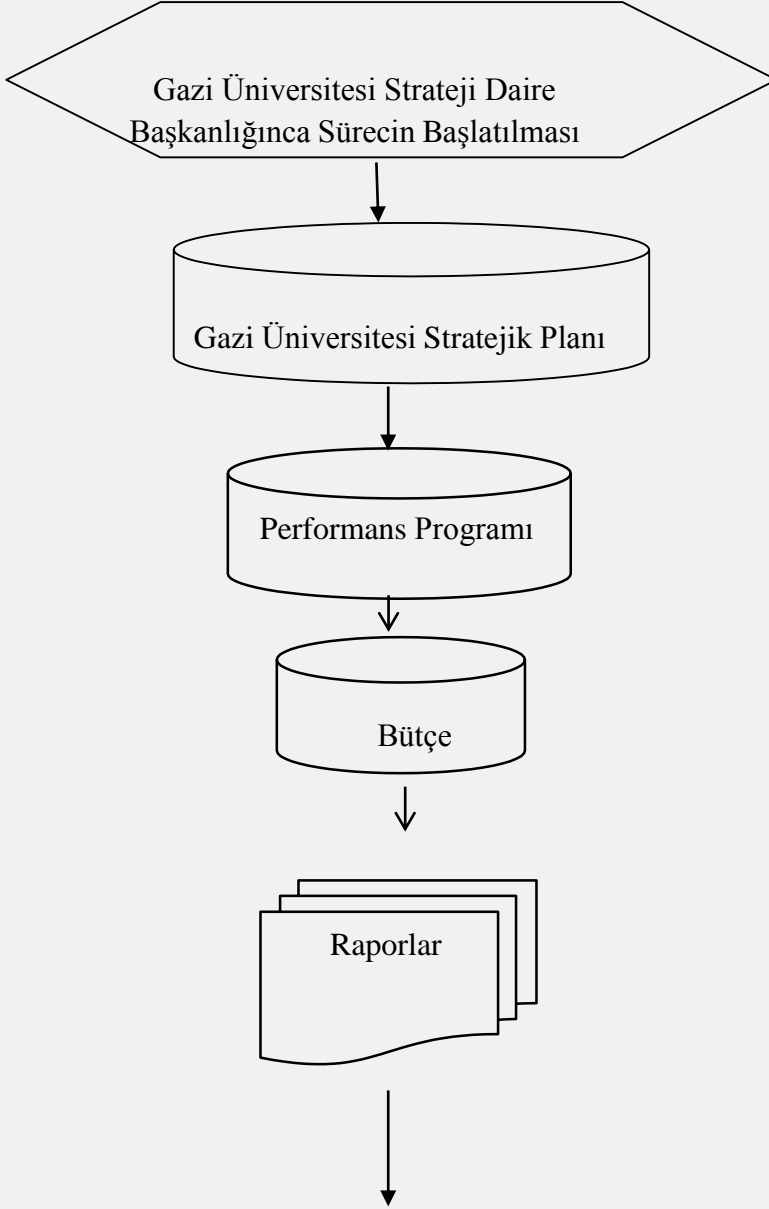 Gazi Üniversitesi Strateji Daire
Başkanlığınca Sürecin Başlatılması
Gazi Üniversitesi Stratejik Planı
Performans Programı
Bütçe
Raporlar